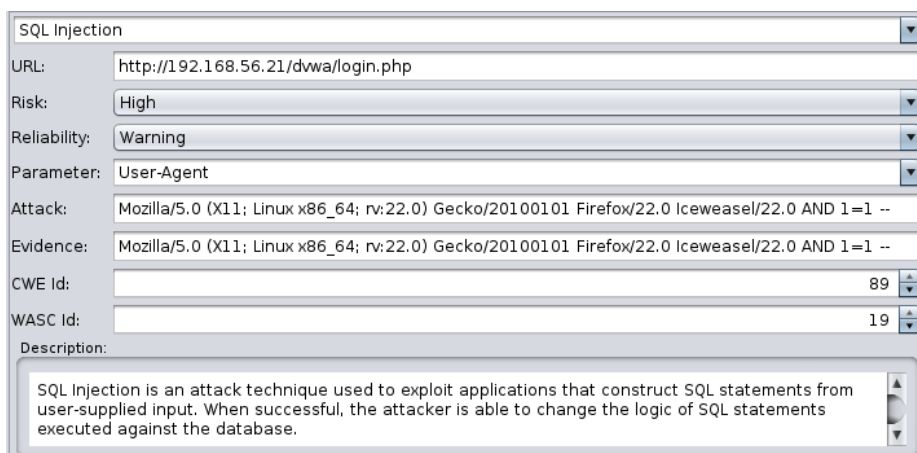 SQL Injection
URL: http://192.168.56.21/dvwa/login.php
Risk: High
Reliability: Warning
Parameter: User-Agent
Attack: Mozilla/5.0 (X11; Linux x86_64; rv:22.0) Gecko/20100101 Firefox/22.0 Iceweasel/22.0 AND 1=1 --
Evidence: Mozilla/5.0 (X11; Linux x86_64; rv:22.0) Gecko/20100101 Firefox/22.0 Iceweasel/22.0 AND 1=1 --
CWE Id: 89
WASC Id: 19
Description:
SQL Injection is an attack technique used to exploit applications that construct SQL statements from
user-supplied input. When successful, the attacker is able to change the logic of SQL statements
executed against the database.